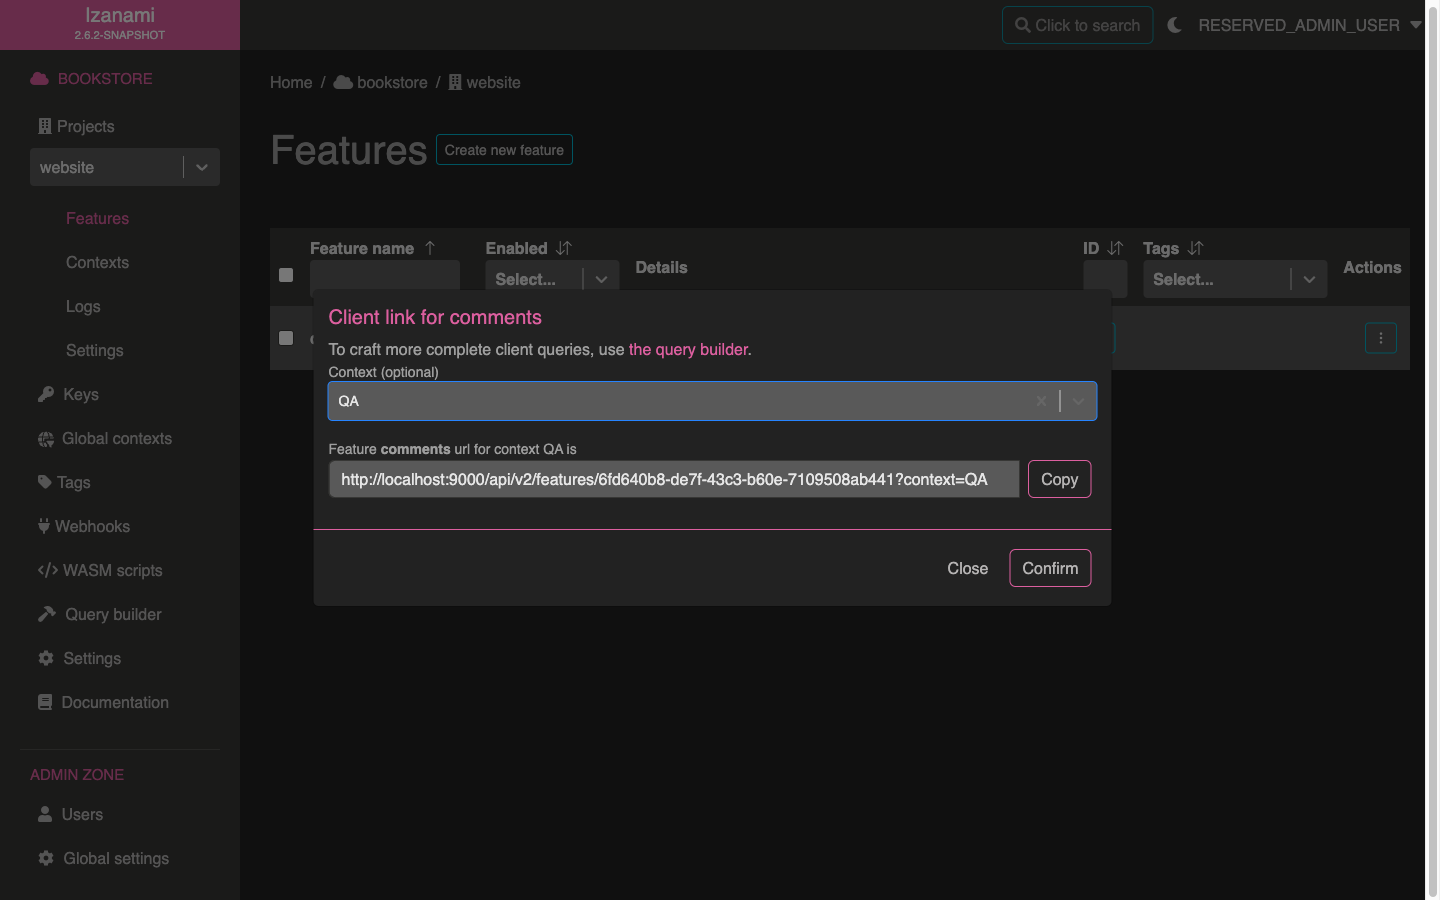 Izanami
2.6.2-SNAPSHOT
Click to search
RESERVED_ADMIN_USER
BOOKSTORE
Projects
website
Features
Contexts
Logs
Settings
Keys
Global contexts
Tags
Webhooks
WASM scripts
Query builder
Settings
Documentation
ADMIN ZONE
Users
Global settings
Home / bookstore / website
Features
Create new feature
Feature name
Enabled
Select...
Details
ID
Tags
Select...
Actions
Client link for comments
To craft more complete client queries, use the query builder.
Context (optional)
QA
Feature comments url for context QA is
http://localhost:9000/api/v2/features/6fd640b8-de7f-43c3-b60e-7109508ab441?context=QA
Copy
Close
Confirm